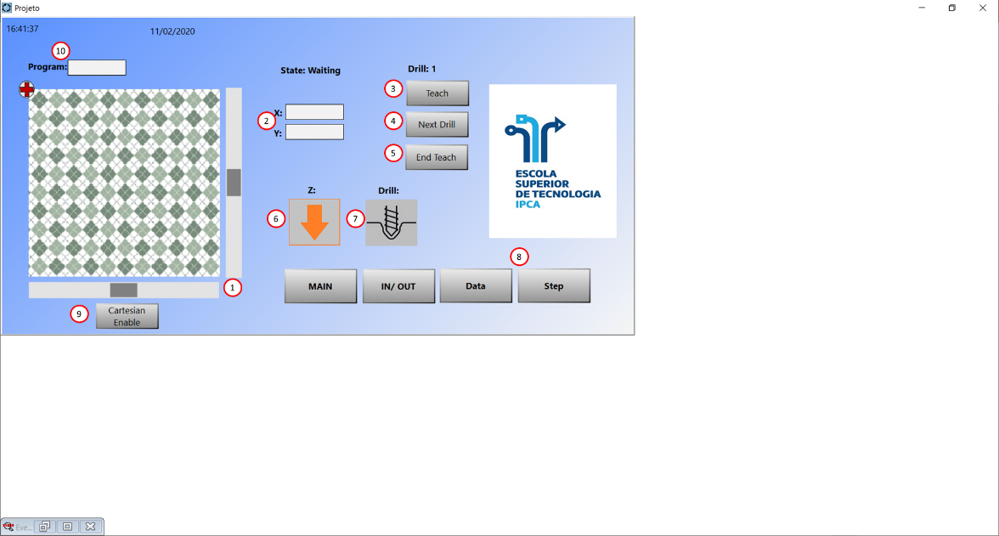 Projeto
16:41:37
11/02/2020
10
Program:
State: Waiting
Drill: 1
3
Teach
2
X:
4
Next Drill
Y:
5
End Teach
ESCOLA
SUPERIOR
DE TECNOLOGIA
IPCA
Z:
Drill:
6
7
8
1
MAIN
IN/ OUT
Data
Step
9
Cartesian
Enable
Eve...